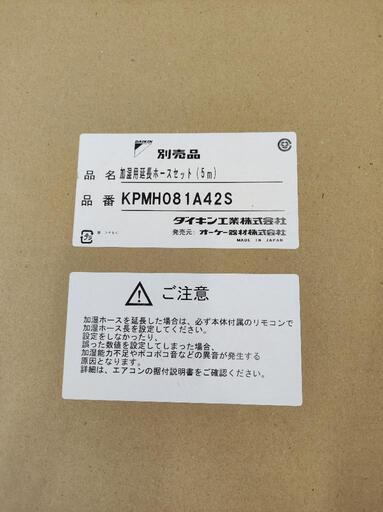 DAIKIN
別売品
品名 加湿用延長ホースセット(5m)
品番 KPMH081A42S
ダイキン工業株式会社
発売元:オーケー器材株式会社
MADE IN JAPAN
ご注意
加湿ホースを延長した場合は、必ず本体付属のリモコンで
加湿ホース長を設定してください。
設定をしなかったり、
誤った数値を設定してしまった場合、
加湿能力不足やポコポコ音などの異音が発生する
原因となります。
詳細は、エアコンの据付説明書をご確認ください。